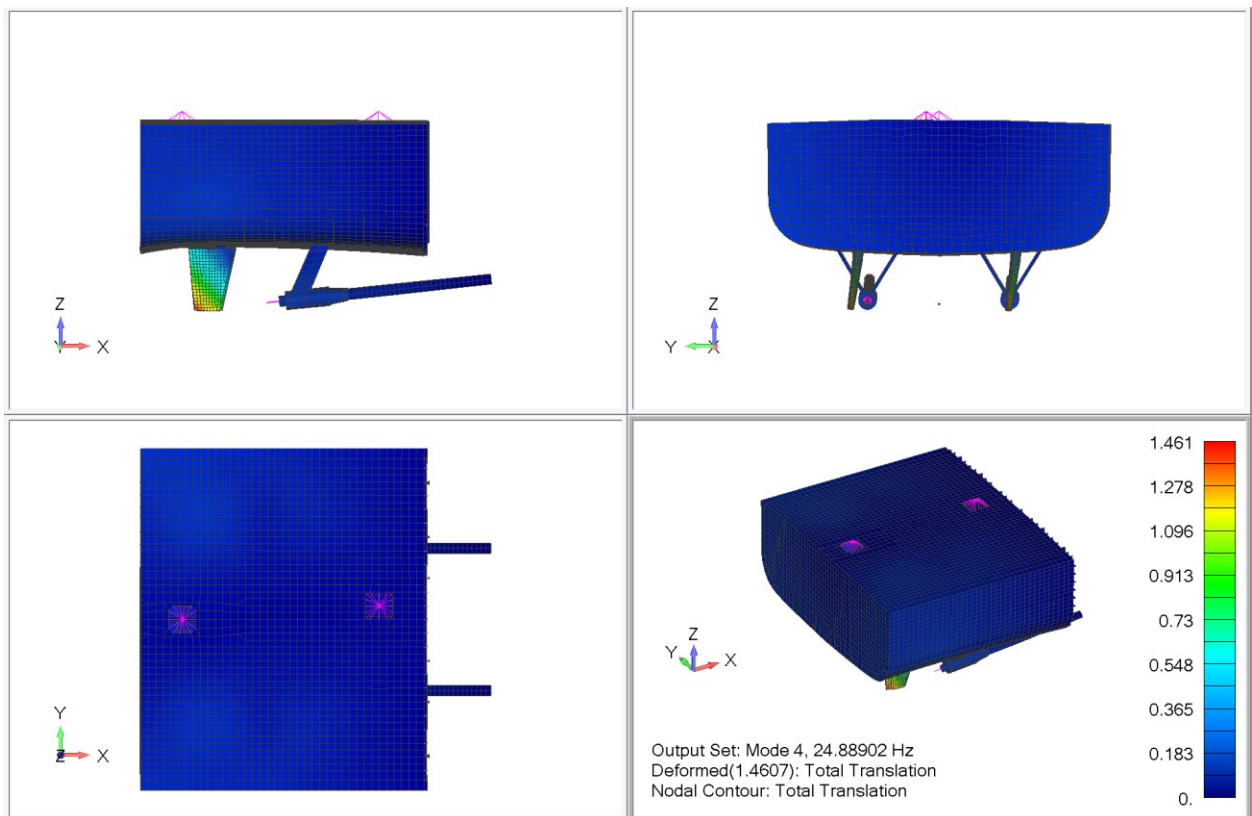 Z
Y
X
Z
Y
X
Y
Z
X
Z
Y
X
Output Set: Mode 4, 24.88902 Hz
Deformed(1.4607): Total Translation
Nodal Contour: Total Translation
1.461
1.278
1.096
0.913
0.73
0.548
0.365
0.183
0.